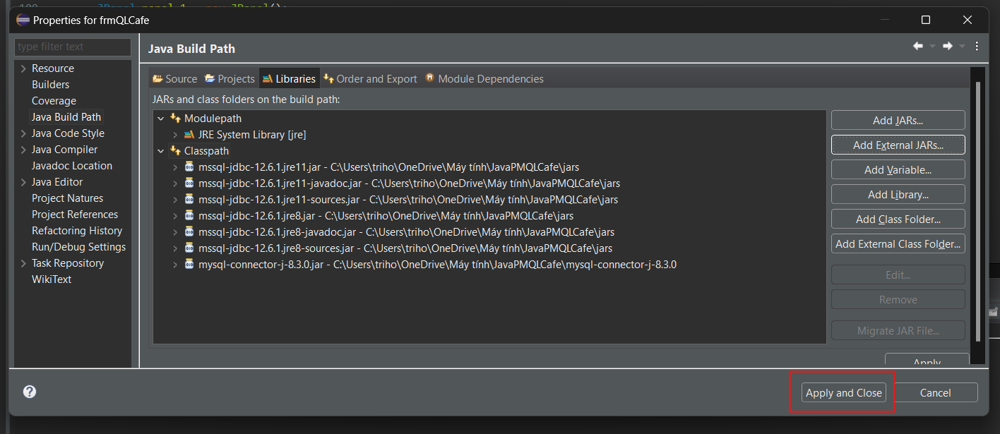 Properties for frmQLCafe
type filter text
Resource
Builders
Coverage
Java Build Path
Java Code Style
Java Compiler
Javadoc Location
Java Editor
Project Natures
Project References
Refactoring History
Run/Debug Settings
Task Repository
WikiText
Java Build Path
Source Projects Libraries Order and Export Module Dependencies
JARs and class folders on the build path:
Modulepath
JRE System Library [jre]
Classpath
mssql-jdbc-12.6.1.jre11.jar - C:\Users\triho\OneDrive\Máy tính\JavaPMQLCafe\jars
mssql-jdbc-12.6.1.jre11-javadoc.jar - C:\Users\triho\OneDrive\Máy tính\JavaPMQLCafe\jars
mssql-jdbc-12.6.1.jre11-sources.jar - C:\Users\triho\OneDrive\Máy tính\JavaPMQLCafe\jars
mssql-jdbc-12.6.1.jre8.jar - C:\Users\triho\OneDrive\Máy tính\JavaPMQLCafe\jars
mssql-jdbc-12.6.1.jre8-javadoc.jar - C:\Users\triho\OneDrive\Máy tính\JavaPMQLCafe\jars
mssql-jdbc-12.6.1.jre8-sources.jar - C:\Users\triho\OneDrive\Máy tính\JavaPMQLCafe\jars
mysql-connector-j-8.3.0.jar - C:\Users\triho\OneDrive\Máy tính\JavaPMQLCafe\mysql-connector-j-8.3.0
Add JARs...
Add External JARs...
Add Variable...
Add Library...
Add Class Folder...
Add External Class Folder...
Edit...
Remove
Migrate JAR File...
Apply
Apply and Close
Cancel